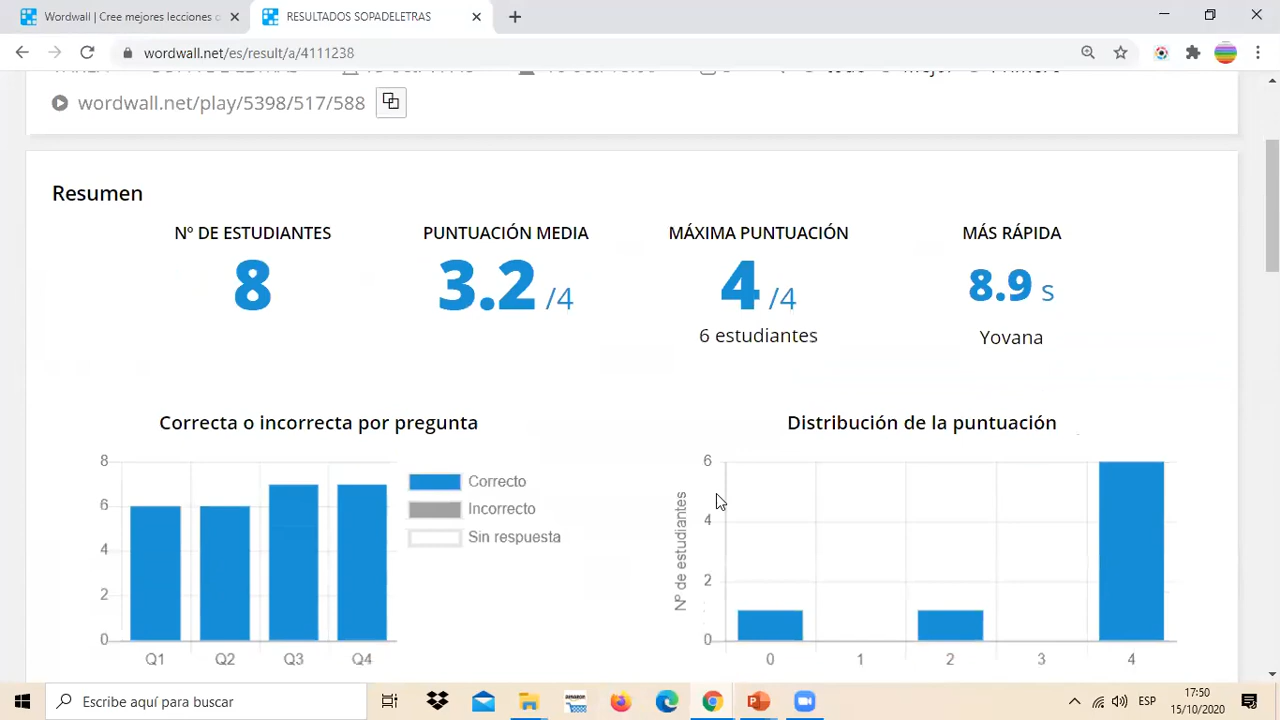 Wordwall | Cree mejores lecciones
RESULTADOS SOPADELETRAS
wordwall.net/es/result/a/4111238
wordwall.net/play/5398/517/588
Resumen
Nº DE ESTUDIANTES
PUNTUACIÓN MEDIA
MÁXIMA PUNTUACIÓN
MÁS RÁPIDA
8
3.2 /4
4 /4
8.9 s
6 estudiantes
Yovana
Correcta o incorrecta por pregunta
Distribución de la puntuación
8
6
4
2
0
Q1 Q2 Q3 Q4
Correcto
Incorrecto
Sin respuesta
Nº de estudiantes
6
4
2
0
0 1 2 3 4
Escribe aquí para buscar
amazon
ESP
17:50
15/10/2020